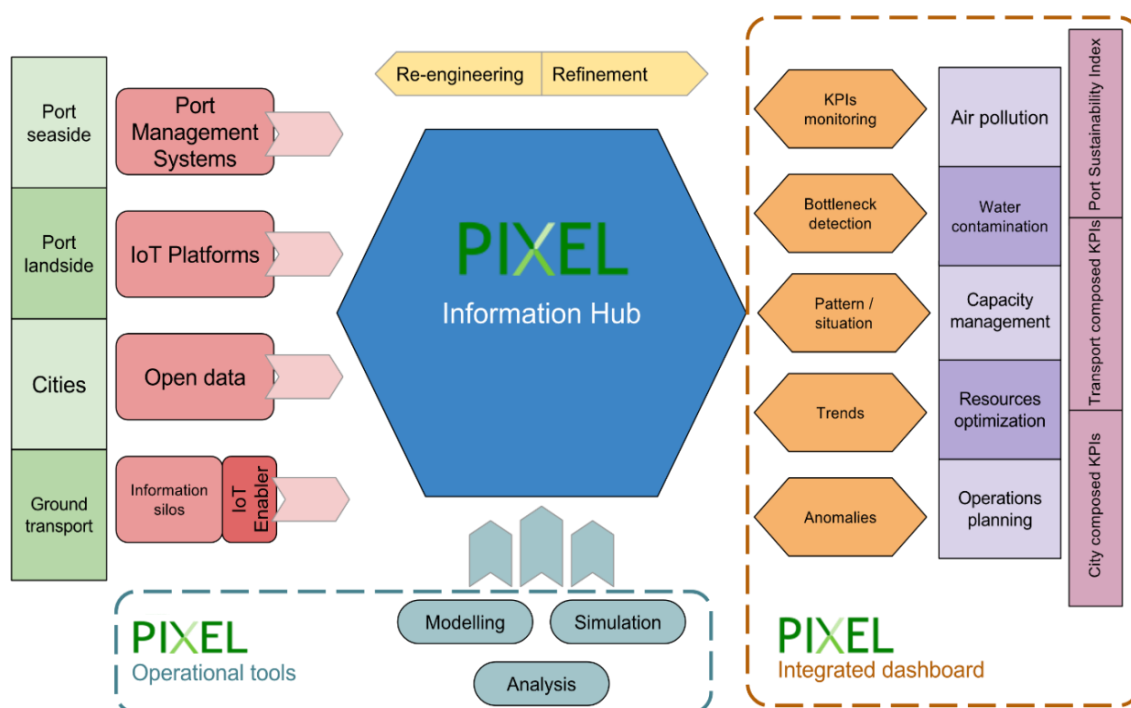 Port
seaside
Port
landside
Cities
Ground
transport
Port
Management
Systems
IoT Platforms
Open data
Information
silos
IoT
Enabler
Re-engineering
Refinement
PIXEL
Information Hub
PIXEL
Operational tools
Modelling
Simulation
Analysis
KPIs
monitoring
Bottleneck
detection
Pattern /
situation
Trends
Anomalies
Air pollution
Water
contamination
Capacity
management
Resources
optimization
Operations
planning
Port Sustainability Index
Transport composed KPIs
City composed KPIs
PIXEL
Integrated dashboard